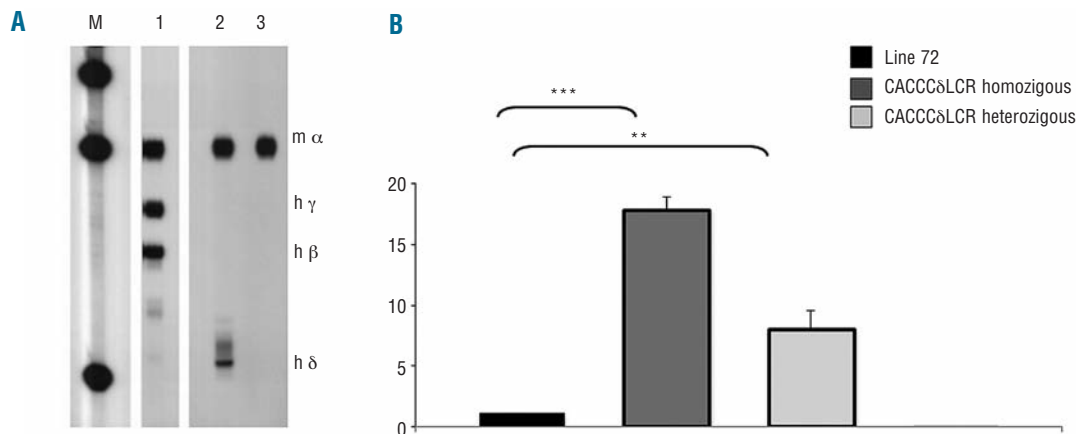 A
M 1 2 3
m α
h γ
h β
h δ
B
Line 72
CACCCδLCR homozigous
CACCCδLCR heterozigous
***
**
20
15
10
5
0